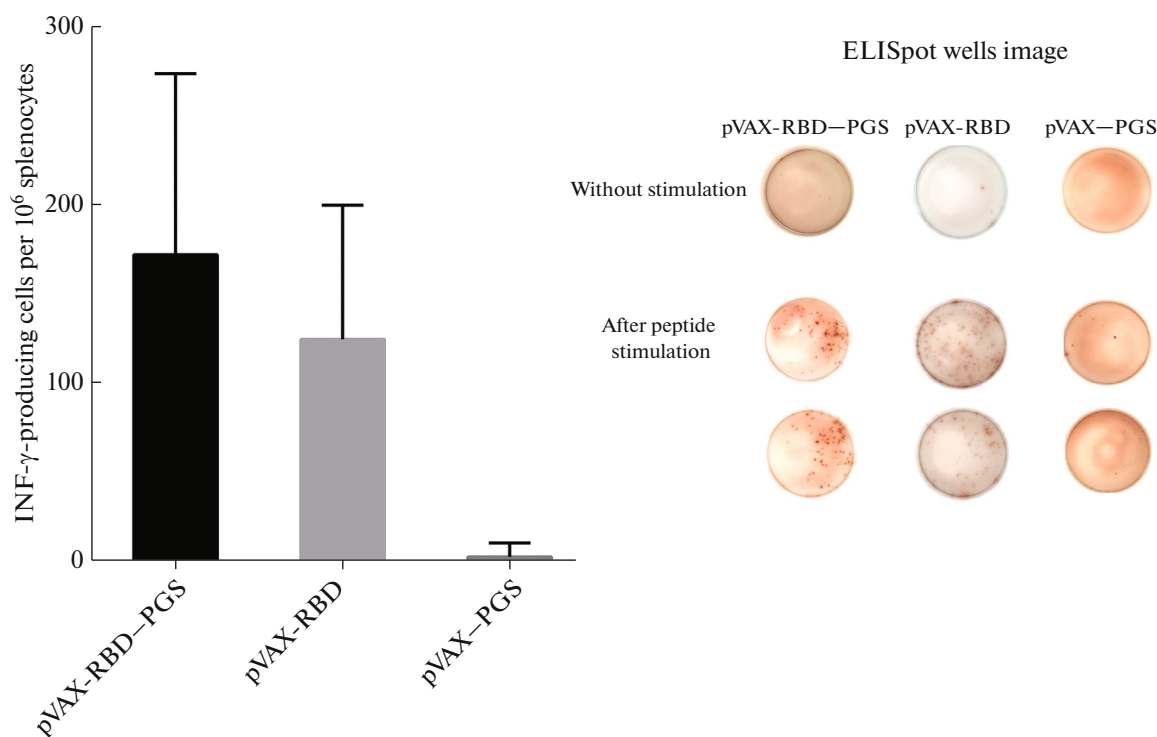 300
200
100
0
INF-γ-producing cells per 10⁶ splenocytes
pVAX-RBD–PGS
pVAX-RBD
pVAX–PGS
ELISpot wells image
pVAX-RBD–PGS pVAX-RBD pVAX–PGS
Without stimulation
After peptide
stimulation